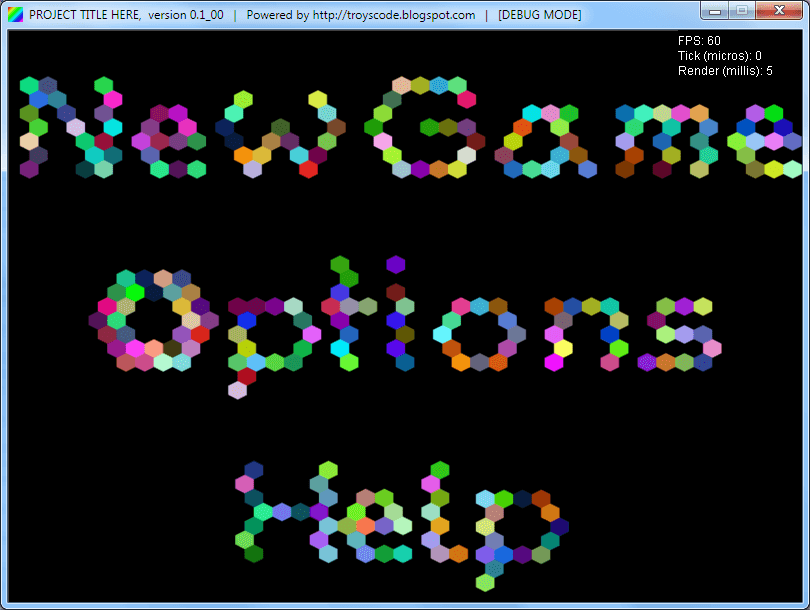 PROJECT TITLE HERE, version 0.1_00 | Powered by http://troyscode.blogspot.com | [DEBUG MODE]
FPS: 60
Tick (micros): 0
Render (millis): 5
New Game
Options
Help